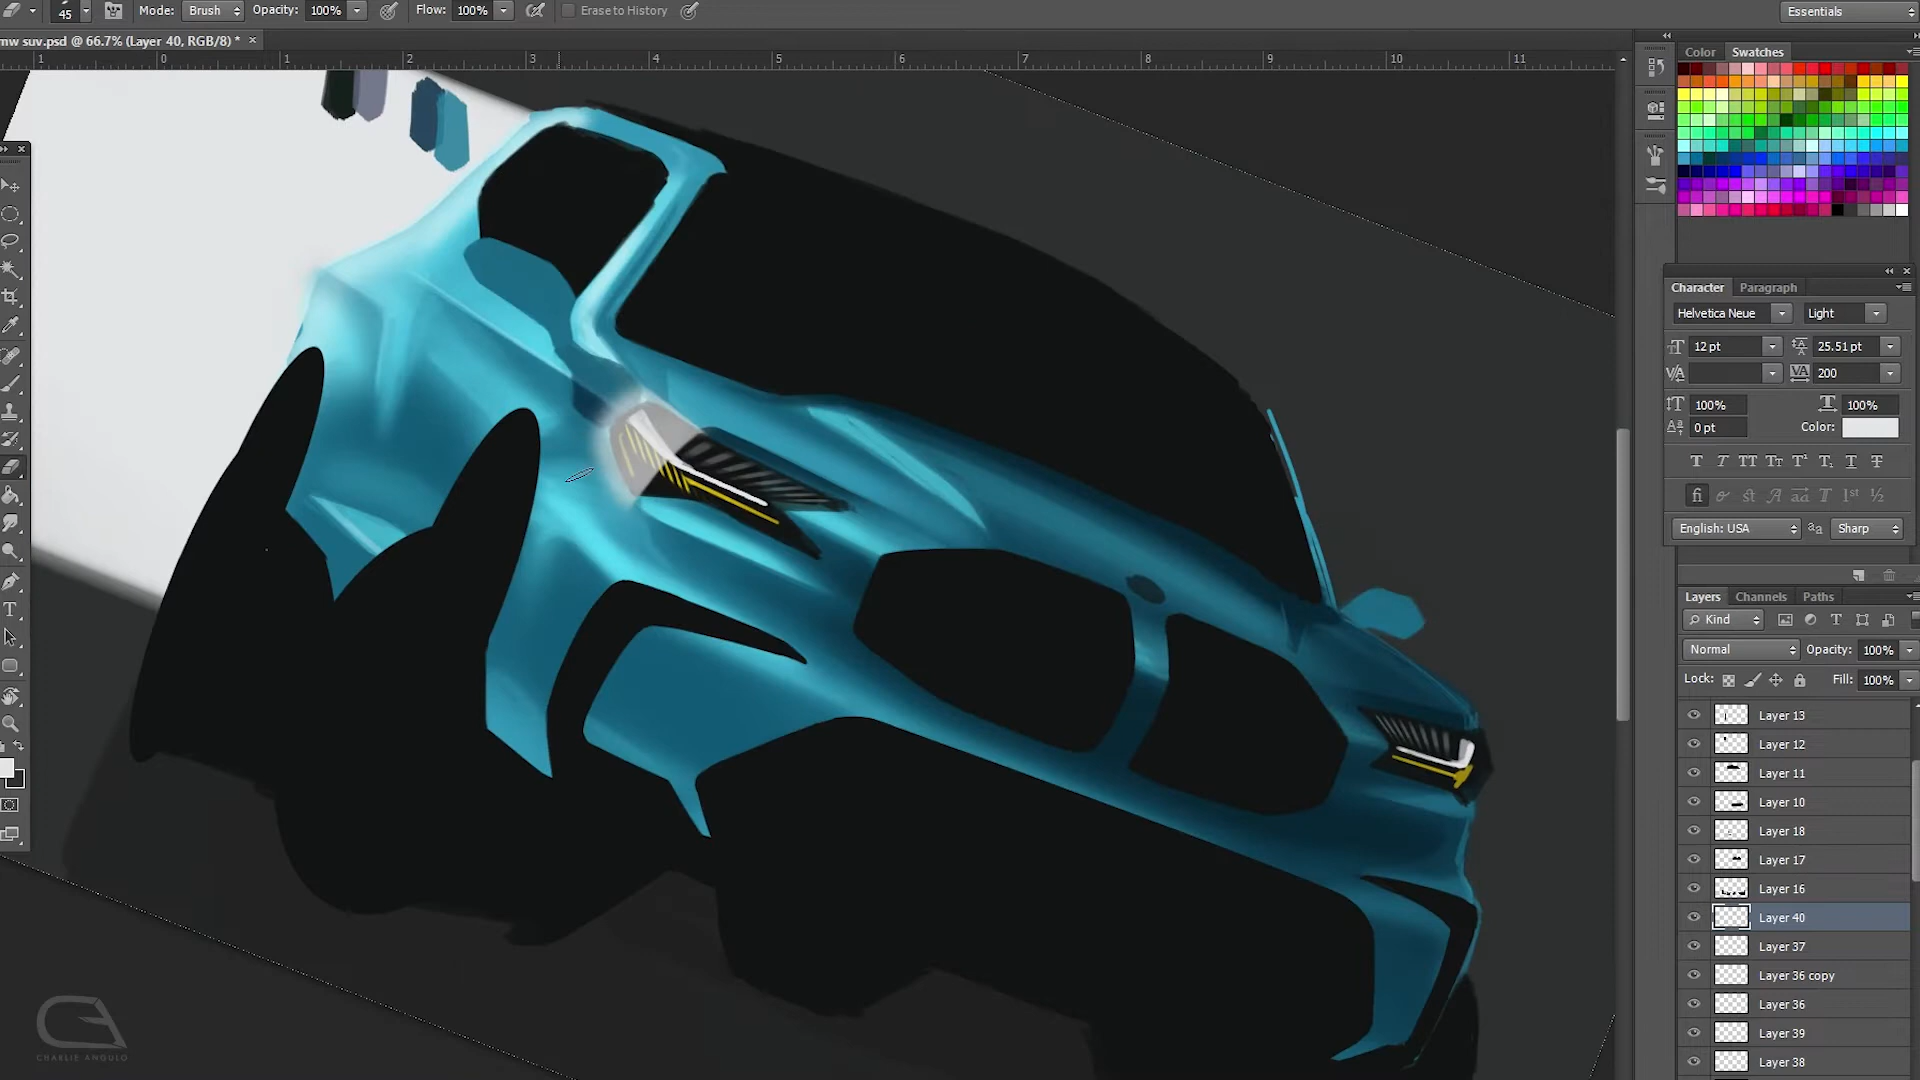 45 Mode: Brush Opacity: 100% Flow: 100% Erase to History Essentials
mw suv.psd @ 66.7% (Layer 40, RGB/8) * ×
1 0 1 2 3 4 5 6 7 8 9 10 11
Color Swatches
Character Paragraph
Helvetica Neue Light
12 pt 25.51 pt
200
100% 100%
0 pt Color:
English: USA aa Sharp
Layers Channels Paths
Kind
Normal Opacity: 100%
Lock: Fill: 100%
Layer 13
Layer 12
Layer 11
Layer 10
Layer 18
Layer 17
Layer 16
Layer 40
Layer 37
Layer 36 copy
Layer 36
Layer 39
Layer 38
CHARLIE ANGULO